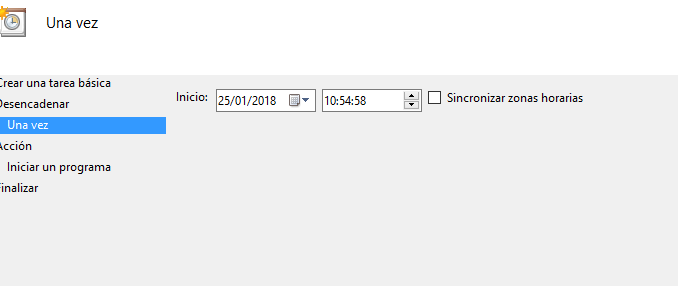 Una vez
Crear una tarea básica
Desencadenar
Una vez
Acción
Iniciar un programa
Finalizar
Inicio: 25/01/2018 10:54:58 Sincronizar zonas horarias